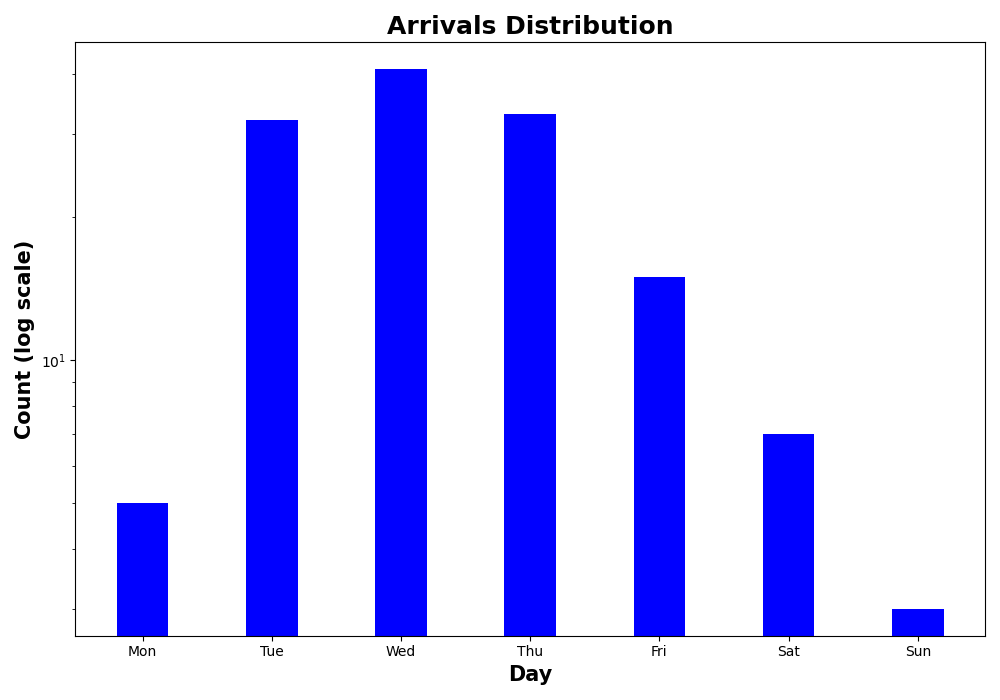 Arrivals Distribution
Count (log scale)
10¹
Mon Tue Wed Thu Fri Sat Sun
Day